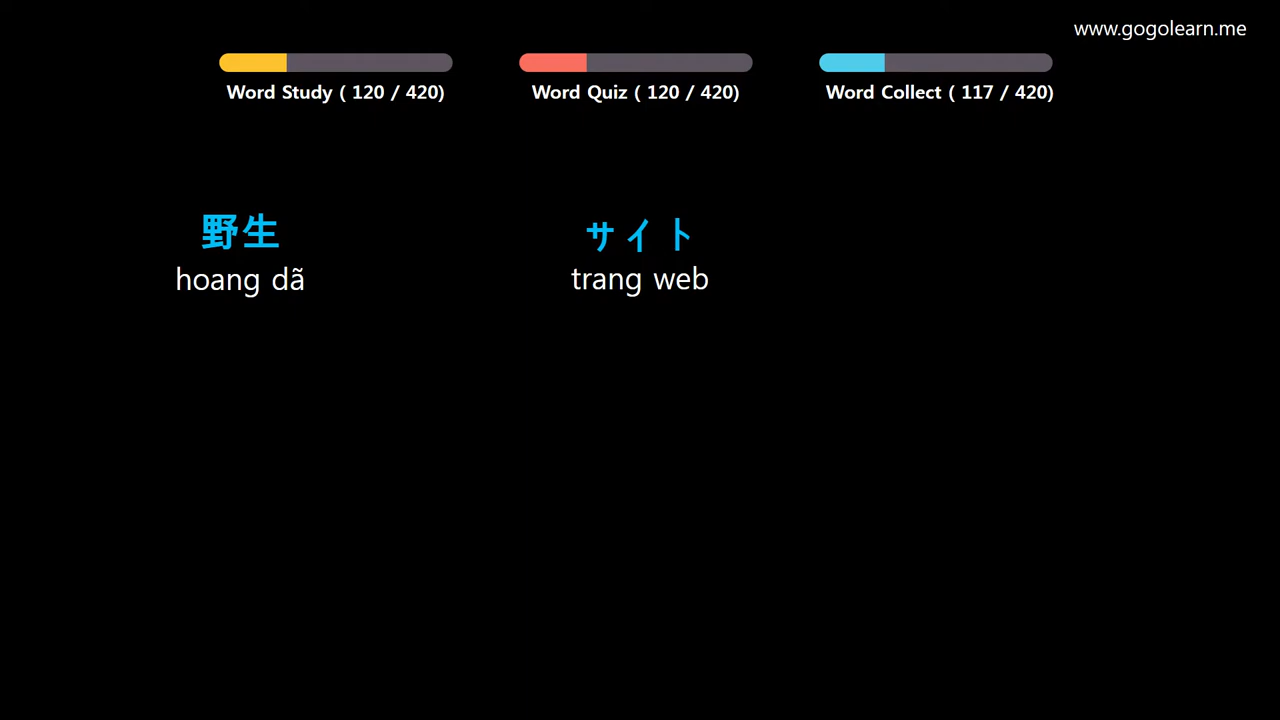 www.gogolearn.me
Word Study ( 120 / 420)
Word Quiz ( 120 / 420)
Word Collect ( 117 / 420)
野生
hoang dã
サイト
trang web